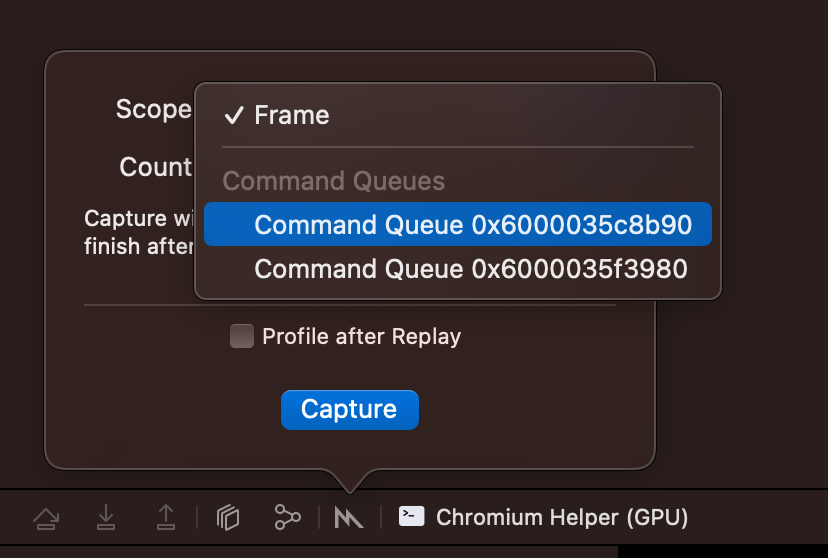 Scope
✓ Frame
Count
Command Queues
Capture wi
Command Queue 0x6000035c8b90
finish after
Command Queue 0x6000035f3980
Profile after Replay
Capture
Chromium Helper (GPU)